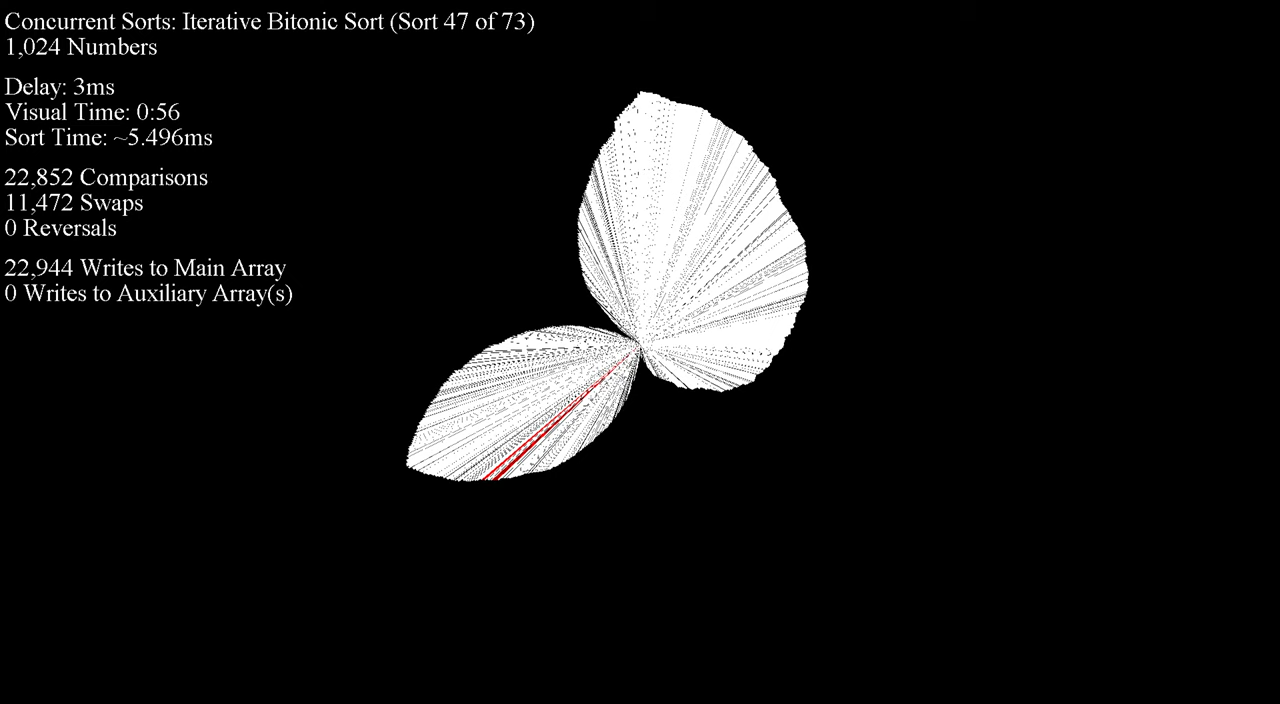 Concurrent Sorts: Iterative Bitonic Sort (Sort 47 of 73)
1,024 Numbers
Delay: 3ms
Visual Time: 0:56
Sort Time: ~5.496ms
22,852 Comparisons
11,472 Swaps
0 Reversals
22,944 Writes to Main Array
0 Writes to Auxiliary Array(s)